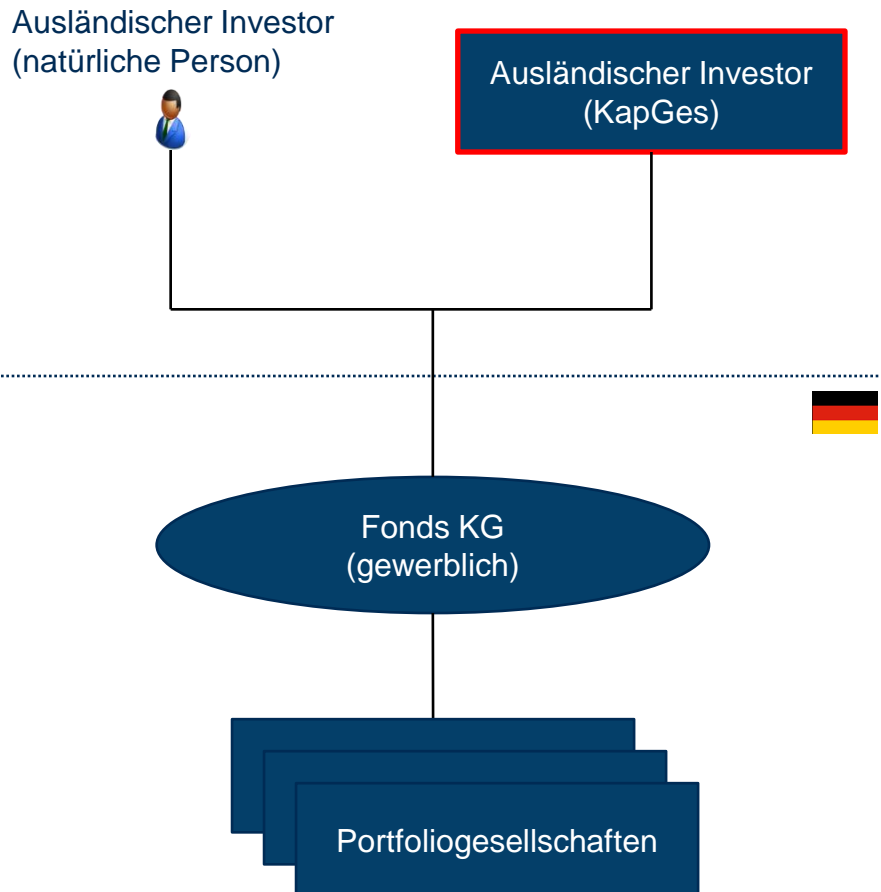 Ausländischer Investor
(natürliche Person)
Ausländischer Investor
(KapGes)
Fonds KG
(gewerblich)
Portfoliogesellschaften